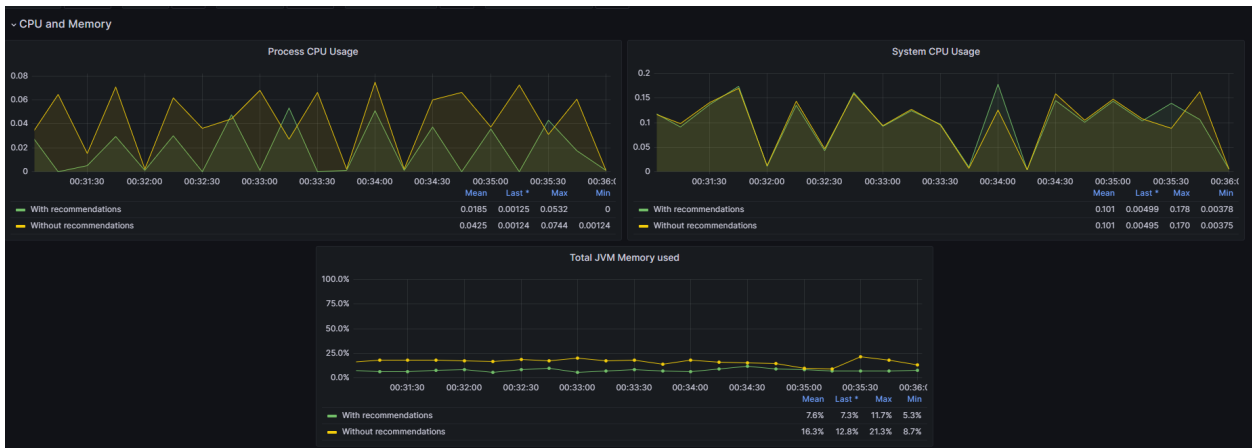 CPU and Memory
Process CPU Usage
0.08
0.06
0.04
0.02
0
00:31:30 00:32:00 00:32:30 00:33:00 00:33:30 00:34:00 00:34:30 00:35:00 00:35:30 00:36:0
Mean Last * Max Min
With recommendations 0.0185 0.00125 0.0532 0
Without recommendations 0.0425 0.00124 0.0744 0.00124
System CPU Usage
0.2
0.15
0.1
0.05
0
00:31:30 00:32:00 00:32:30 00:33:00 00:33:30 00:34:00 00:34:30 00:35:00 00:35:30 00:36:
Mean Last * Max Min
With recommendations 0.101 0.00499 0.178 0.00378
Without recommendations 0.101 0.00495 0.170 0.00375
Total JVM Memory used
100.0%
75.0%
50.0%
25.0%
0.0%
00:31:30 00:32:00 00:32:30 00:33:00 00:33:30 00:34:00 00:34:30 00:35:00 00:35:30 00:36:0
Mean Last * Max Min
With recommendations 7.6% 7.3% 11.7% 5.3%
Without recommendations 16.3% 12.8% 21.3% 8.7%